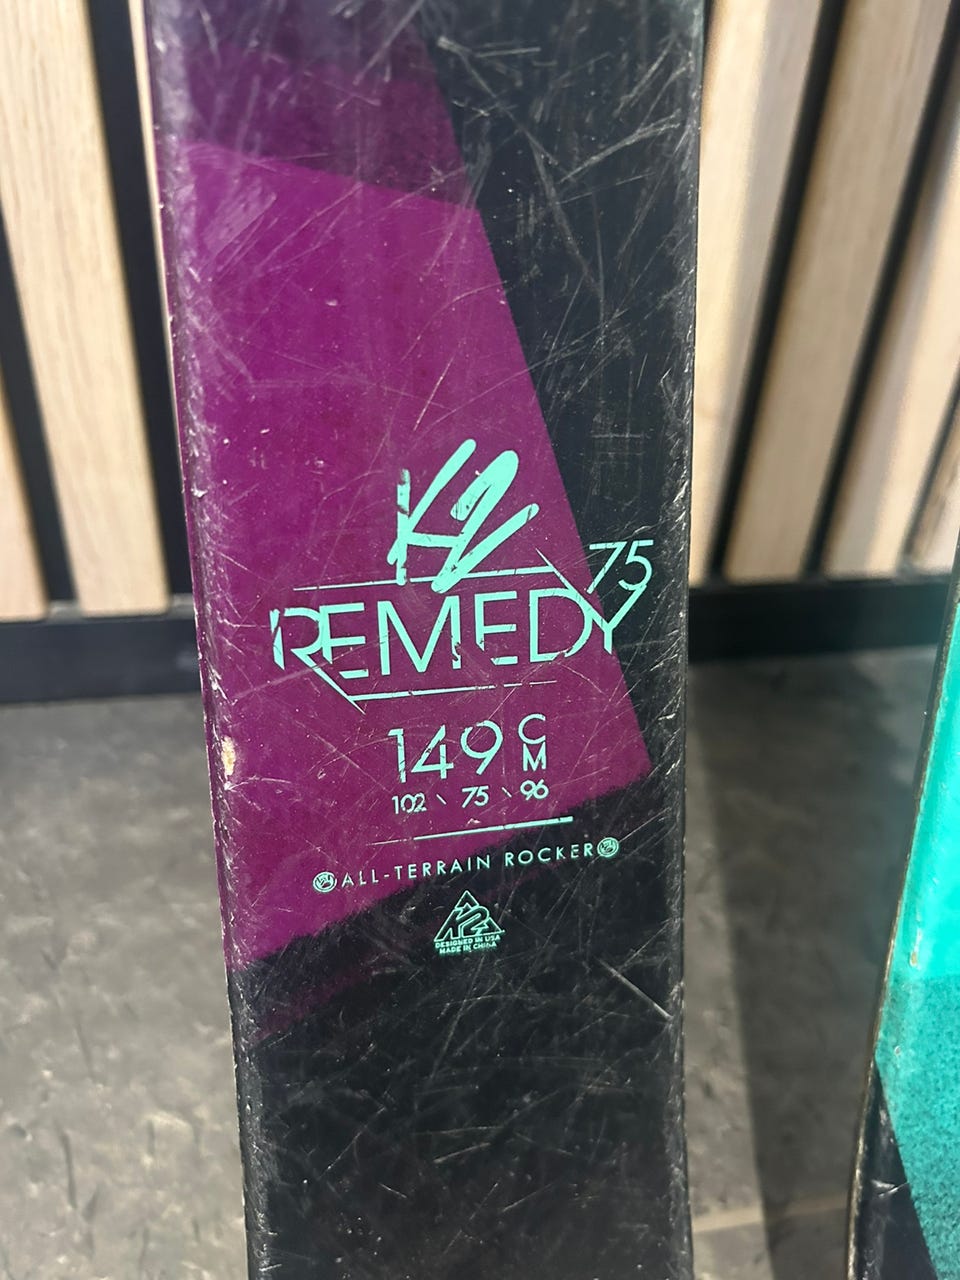 K2
REMEDY 75
149 CM
102 \ 75 \ 96
ALL-TERRAIN ROCKER
K2
DESIGNED IN USA
MADE IN CHINA